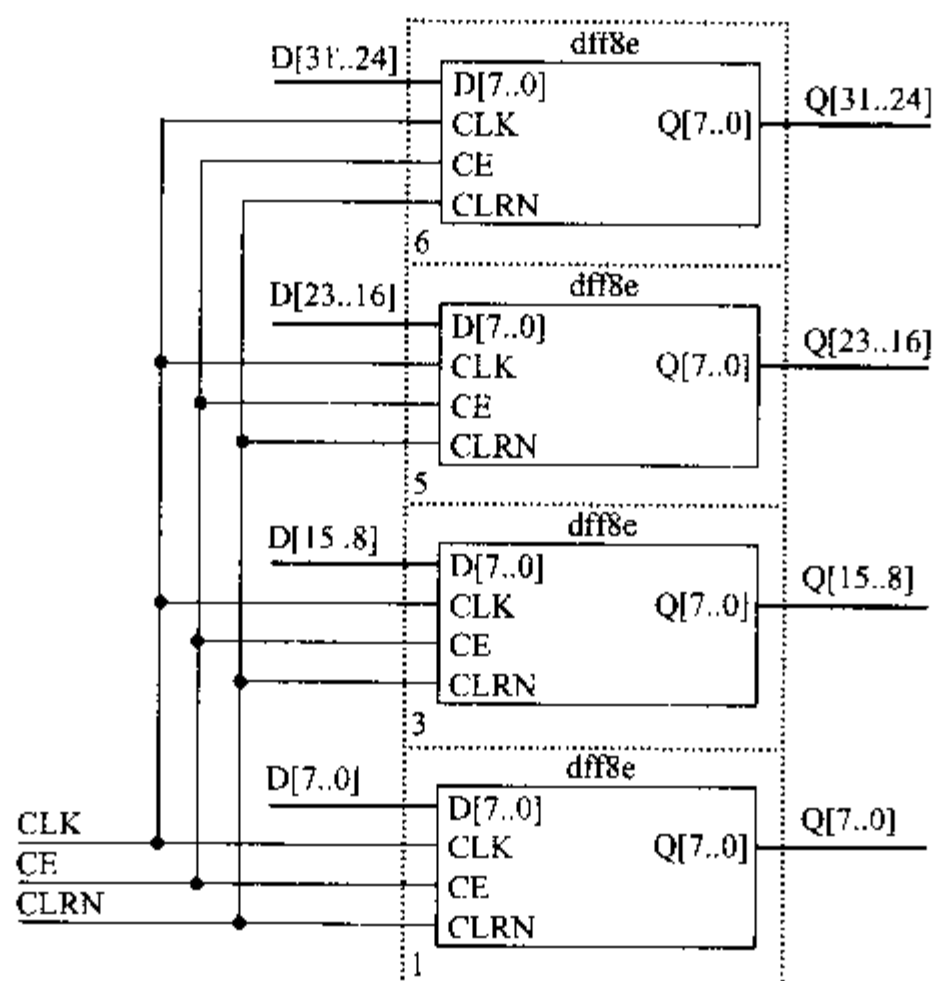 dff8e
D[31..24]
D[7..0]
CLK
CE
CLRN
Q[7..0]
Q[31..24]
6
dff8e
D[23..16]
D[7..0]
CLK
CE
CLRN
Q[7..0]
Q[23..16]
5
dff8e
D[15..8]
D[7..0]
CLK
CE
CLRN
Q[7..0]
Q[15..8]
3
dff8e
D[7..0]
D[7..0]
CLK
CE
CLRN
Q[7..0]
Q[7..0]
CLK
CE
CLRN
1